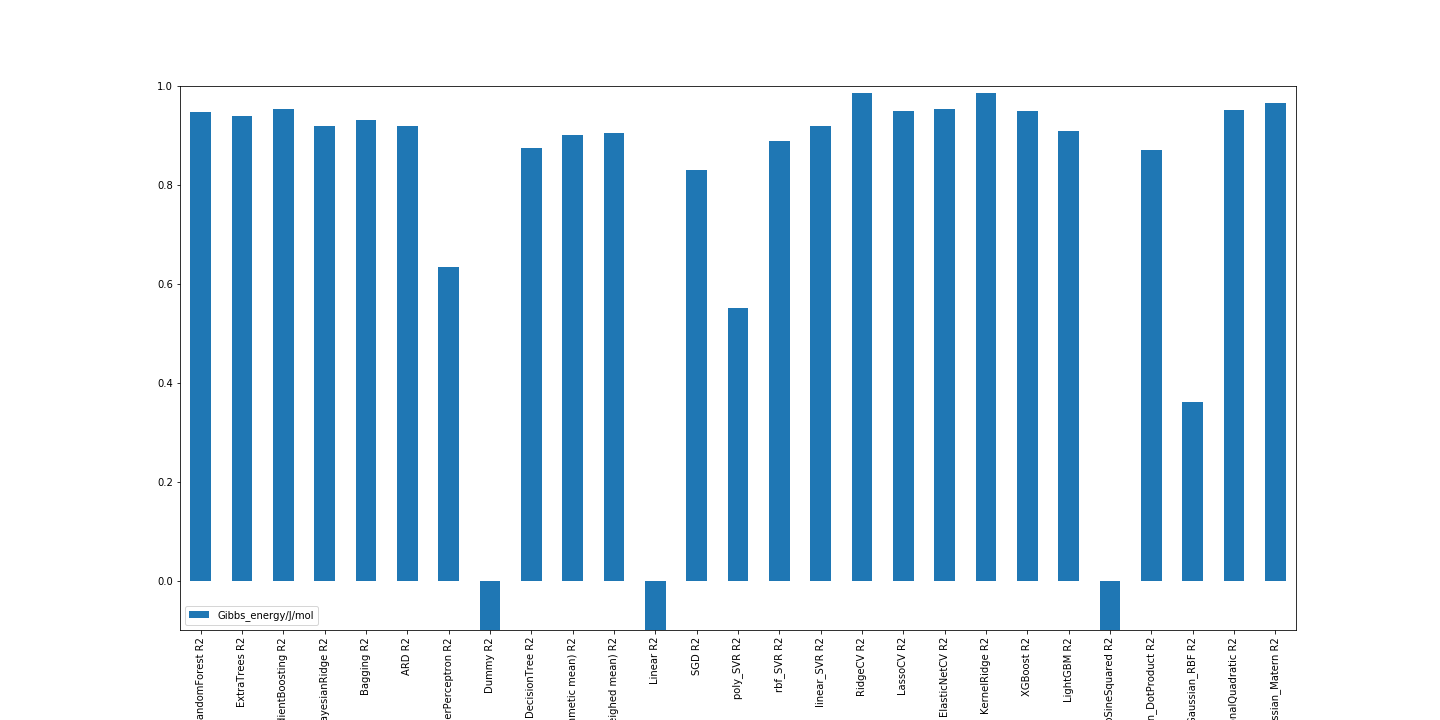 1.0
0.8
0.6
0.4
0.2
0.0
Gibbs_energy/J/mol
andomForest R2
ExtraTrees R2
dientBoosting R2
ayesianRidge R2
Bagging R2
ARD R2
erPerceptron R2
Dummy R2
DecisionTree R2
metic mean) R2
eighed mean) R2
Linear R2
SGD R2
poly_SVR R2
rbf_SVR R2
linear_SVR R2
RidgeCV R2
LassoCV R2
ElasticNetCV R2
KernelRidge R2
XGBoost R2
LightGBM R2
SineSquared R2
n_DotProduct R2
Gaussian_RBF R2
nalQuadratic R2
ssian_Matern R2